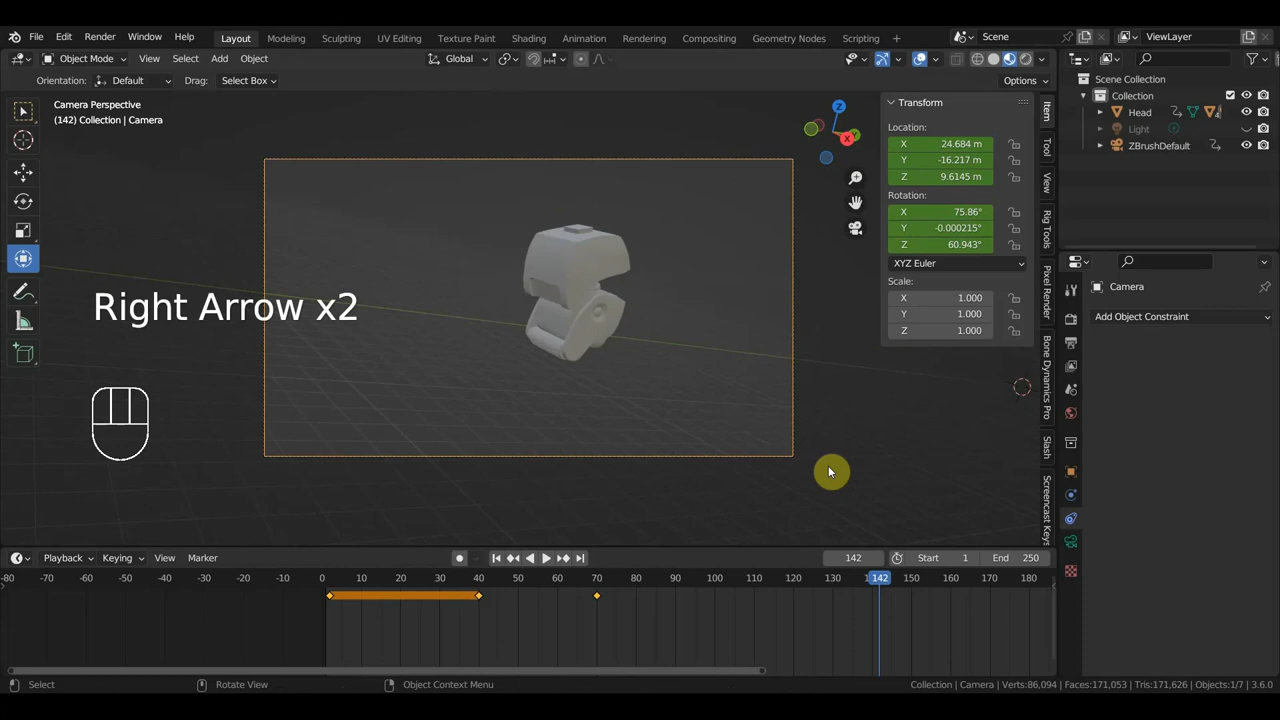 File Edit Render Window Help Layout Modeling Sculpting UV Editing Texture Paint Shading Animation Rendering Compositing Geometry Nodes Scripting + Scene ViewLayer
Object Mode View Select Add Object Global Options
Orientation: Default Drag: Select Box
Camera Perspective
(142) Collection | Camera
Z
Y
X
Transform
Location:
X 24.684 m
Y -16.217 m
Z 9.6145 m
Rotation:
X 75.86°
Y -0.000215°
Z 60.943°
XYZ Euler
Scale:
X 1.000
Y 1.000
Z 1.000
Item
Tool
View
Rig Tools
Pixel Render
Bone Dynamics Pro
Slash
Screencast Keys
Scene Collection
Collection
Head
Light
ZBrushDefault
Camera
Add Object Constraint
Right Arrow x2
Playback Keying View Marker 142 Start 1 End 250
-80 -70 -60 -50 -40 -30 -20 -10 0 10 20 30 40 50 60 70 80 90 100 110 120 130 142 150 160 170 180
Select Rotate View Object Context Menu Collection | Camera | Verts:86,094 | Faces:171,053 | Tris:171,626 | Objects:1/7 | 3.6.0